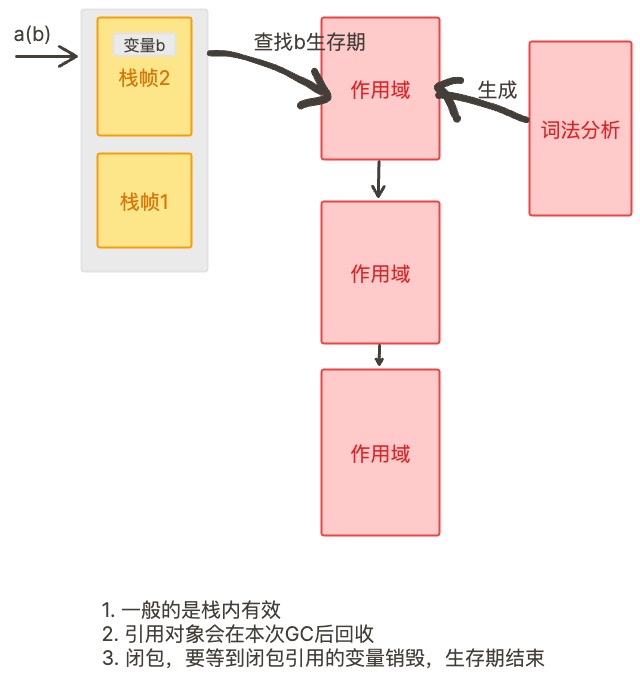 a(b)
变量b
栈帧2
栈帧1
查找b生存期
作用域
生成
词法分析
作用域
作用域
1. 一般的是栈内有效
2. 引用对象会在本次GC后回收
3. 闭包，要等到闭包引用的变量销毁，生存期结束